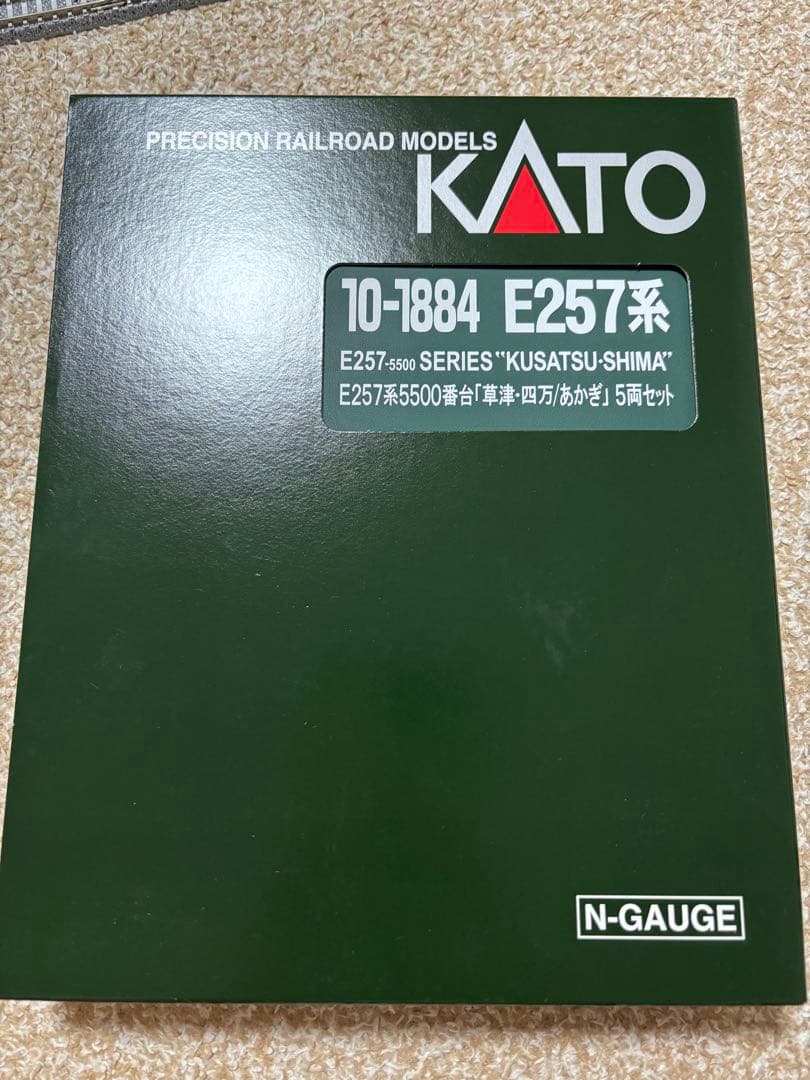 PRECISION RAILROAD MODELS
KATO
10-1884 E257系
E257-5500 SERIES "KUSATSU·SHIMA"
E257系5500番台「草津・四万/あかぎ」5両セット
N-GAUGE